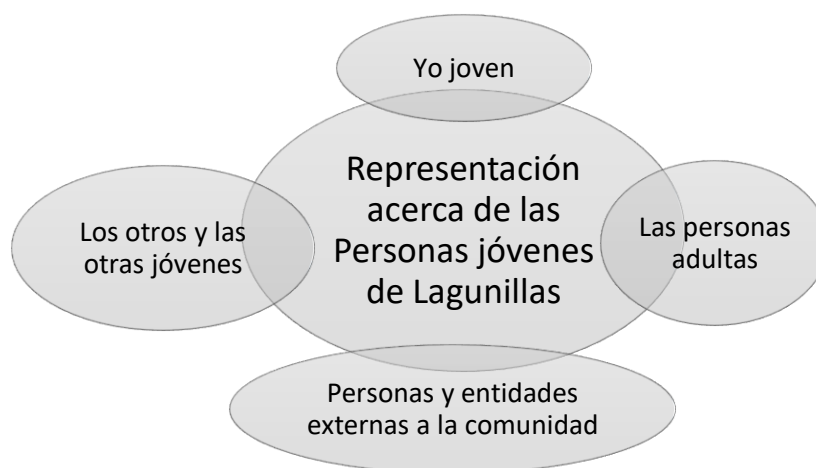 Yo joven
Representación
acerca de las
Personas jóvenes
de Lagunillas
Los otros y las
otras jóvenes
Las personas
adultas
Personas y entidades
externas a la comunidad